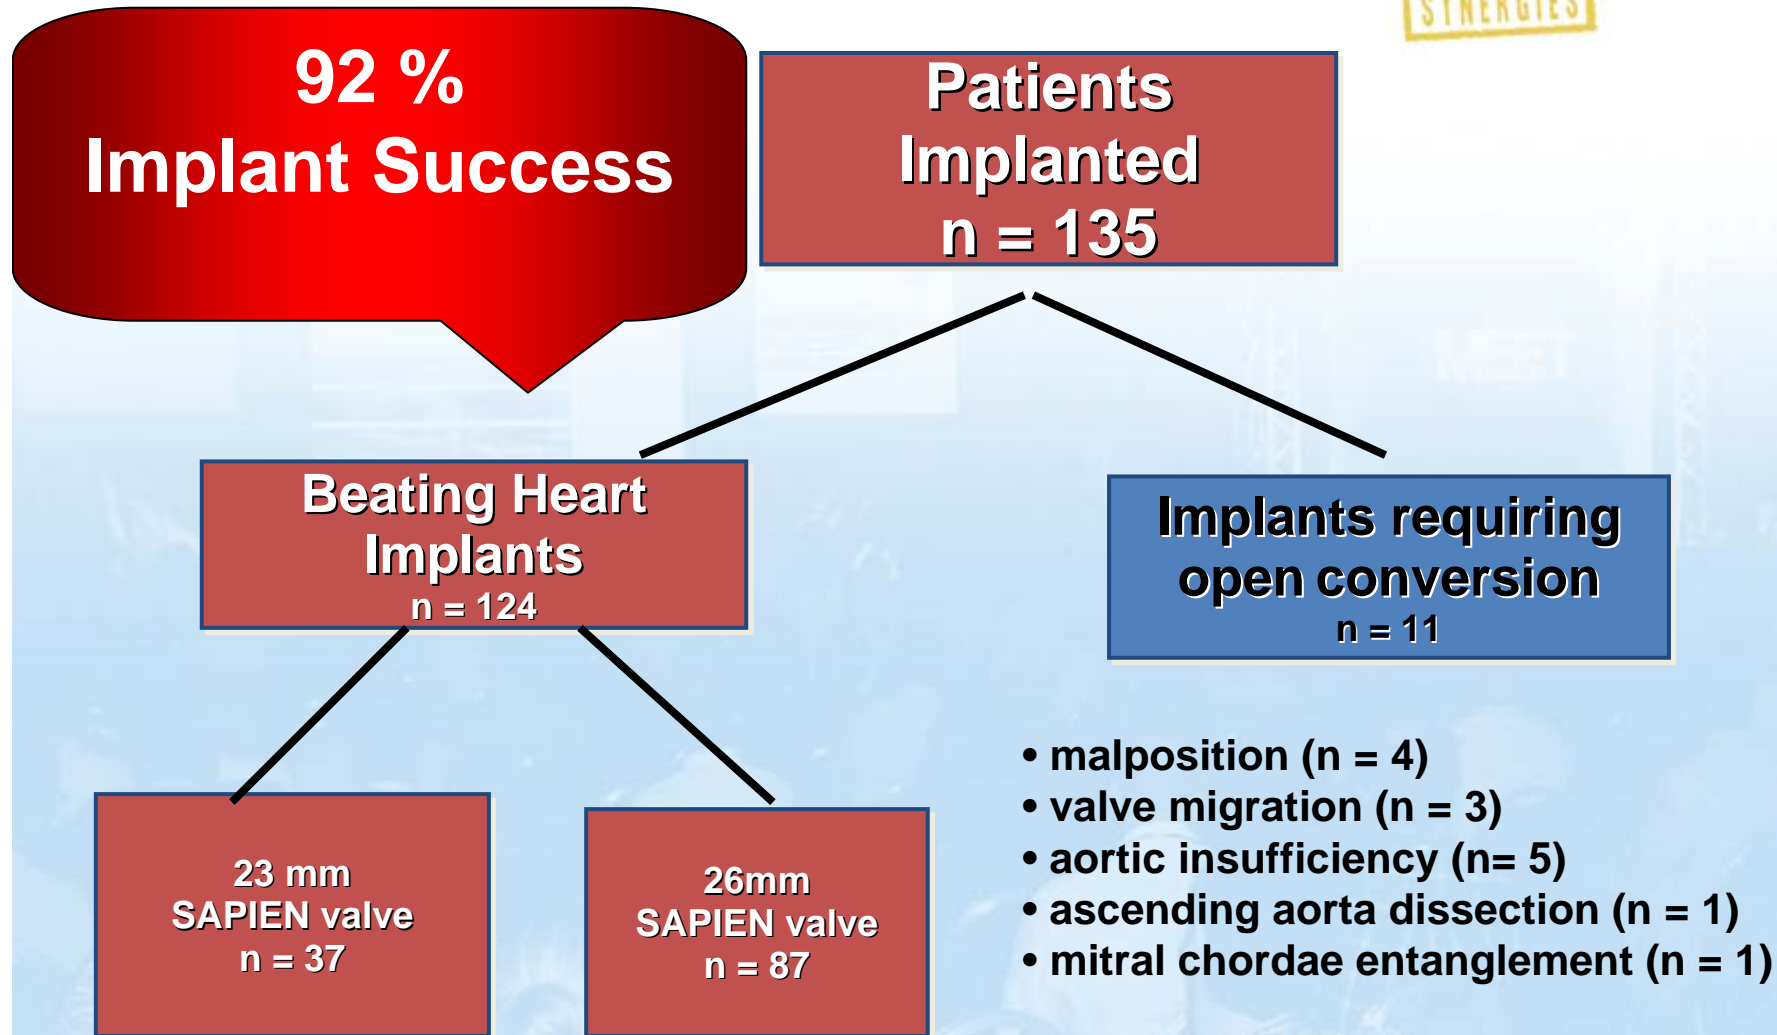 SYNERGIES
92 %
Implant Success
Patients
Implanted
n = 135
Beating Heart
Implants
n = 124
Implants requiring
open conversion
n = 11
23 mm
SAPIEN valve
n = 37
26mm
SAPIEN valve
n = 87
• malposition (n = 4)
• valve migration (n = 3)
• aortic insufficiency (n= 5)
• ascending aorta dissection (n = 1)
• mitral chordae entanglement (n = 1)
MEET